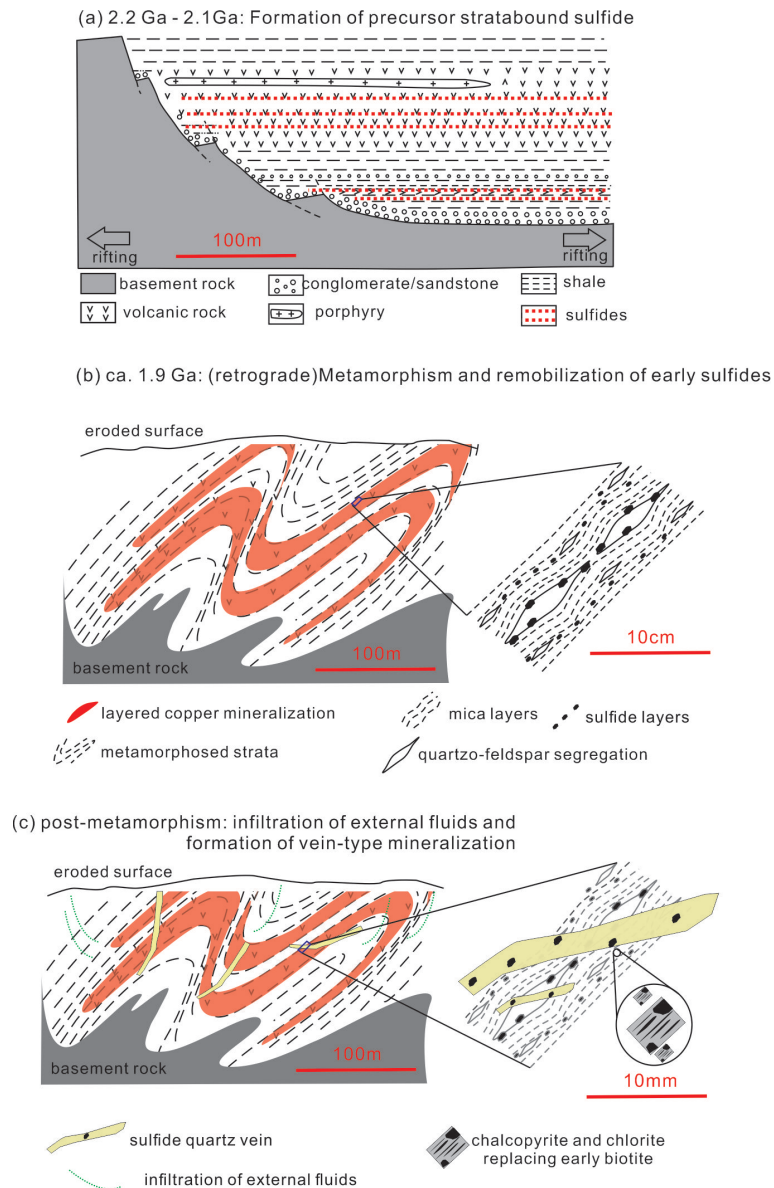 (a) 2.2 Ga - 2.1Ga: Formation of precursor stratabound sulfide
rifting
100m
rifting
basement rock
conglomerate/sandstone
shale
volcanic rock
porphyry
sulfides
(b) ca. 1.9 Ga: (retrograde)Metamorphism and remobilization of early sulfides
eroded surface
basement rock
100m
10cm
layered copper mineralization
mica layers
sulfide layers
metamorphosed strata
quartzo-feldspar segregation
(c) post-metamorphism: infiltration of external fluids and
formation of vein-type mineralization
eroded surface
basement rock
100m
10mm
sulfide quartz vein
chalcopyrite and chlorite
replacing early biotite
infiltration of external fluids